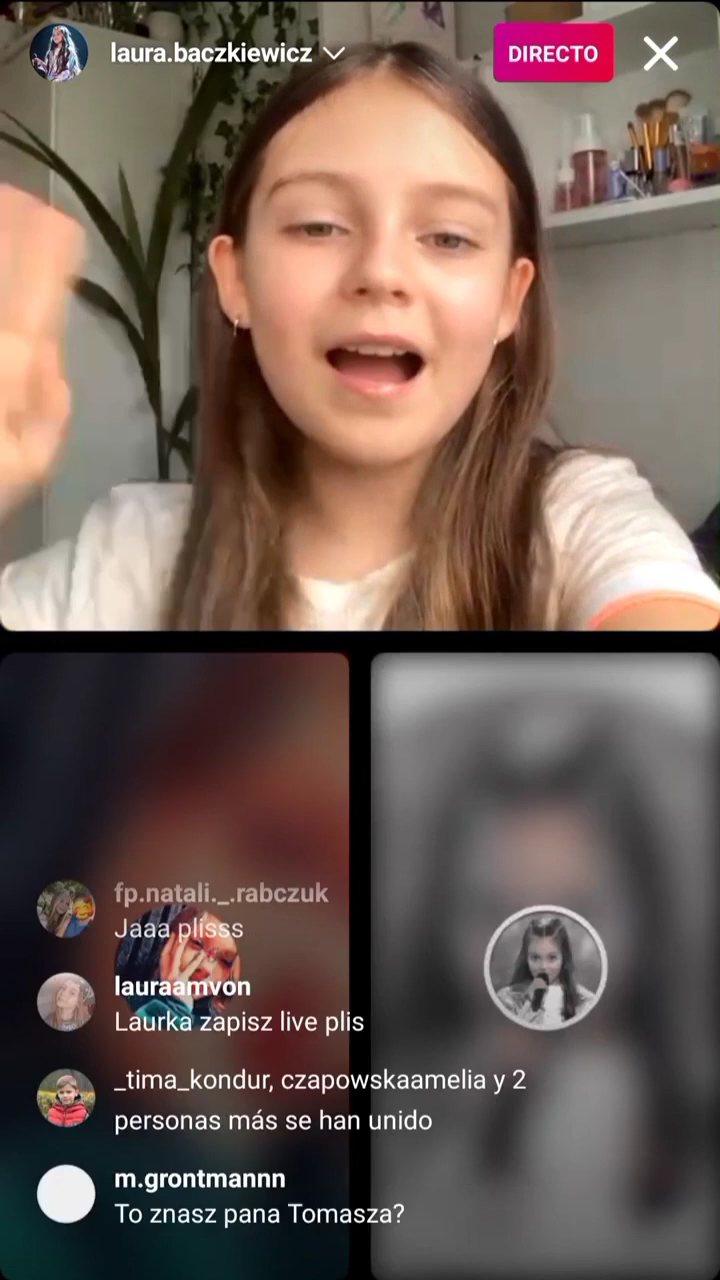 laura.baczkiewicz
DIRECTO
fp.natali._.rabczuk
Jaaa plisss
lauraamvon
Laurka zapisz live plis
_tima_kondur, czapowskaamelia y 2
personas más se han unido
m.grontmannn
To znasz pana Tomasza?